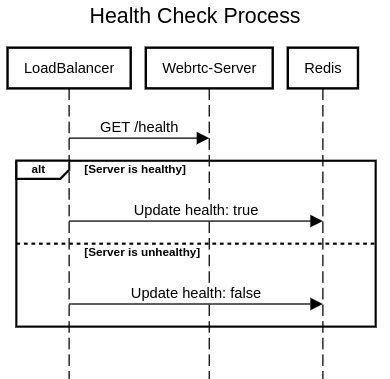 Health Check Process
LoadBalancer
Webrtc-Server
Redis
GET /health
alt
[Server is healthy]
Update health: true
[Server is unhealthy]
Update health: false